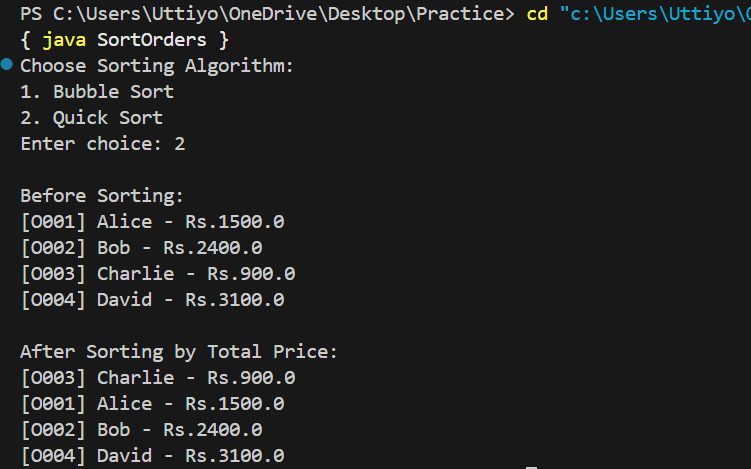 PS C:\Users\Uttiyo\OneDrive\Desktop\Practice> cd "c:\Users\Uttiyo\
{ java SortOrders }
Choose Sorting Algorithm:
1. Bubble Sort
2. Quick Sort
Enter choice: 2
Before Sorting:
[O001] Alice - Rs.1500.0
[O002] Bob - Rs.2400.0
[O003] Charlie - Rs.900.0
[O004] David - Rs.3100.0
After Sorting by Total Price:
[O003] Charlie - Rs.900.0
[O001] Alice - Rs.1500.0
[O002] Bob - Rs.2400.0
[O004] David - Rs.3100.0